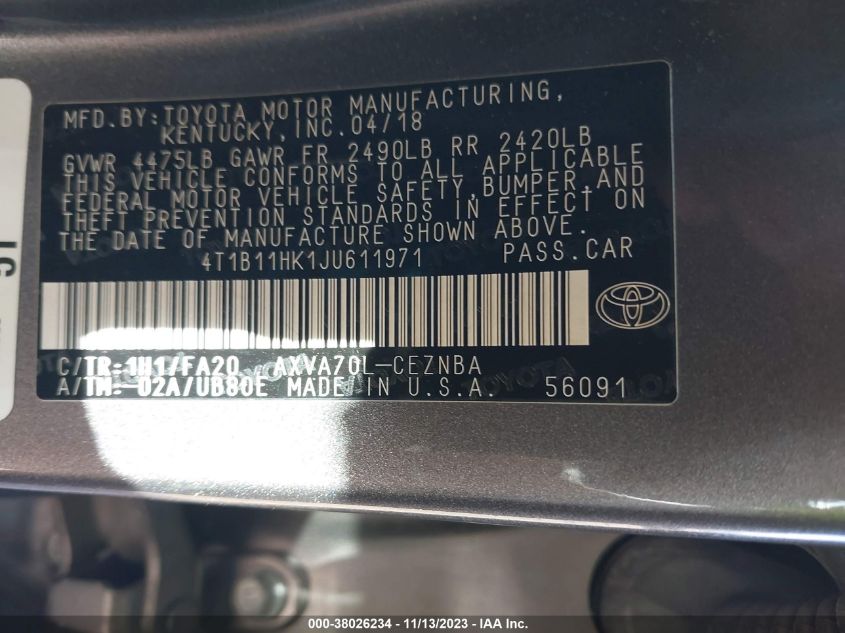 MFD.BY:TOYOTA MOTOR MANUFACTURING,
KENTUCKY,INC.04/18
GVWR 4475LB GAWR FR 2490LB RR 2420LB
THIS VEHICLE CONFORMS TO ALL APPLICABLE
FEDERAL MOTOR VEHICLE SAFETY,BUMPER,AND
THEFT PREVENTION STANDARDS IN EFFECT ON
THE DATE OF MANUFACTURE SHOWN ABOVE.
4T1B11HK1JU611971 PASS.CAR
C/TR:1H1/FA20 AXVA70L-CEZNBA
A/TM:-02A/UB80E MADE IN U.S.A. 56091
000-38026234 - 11/13/2023 - IAAI.com.